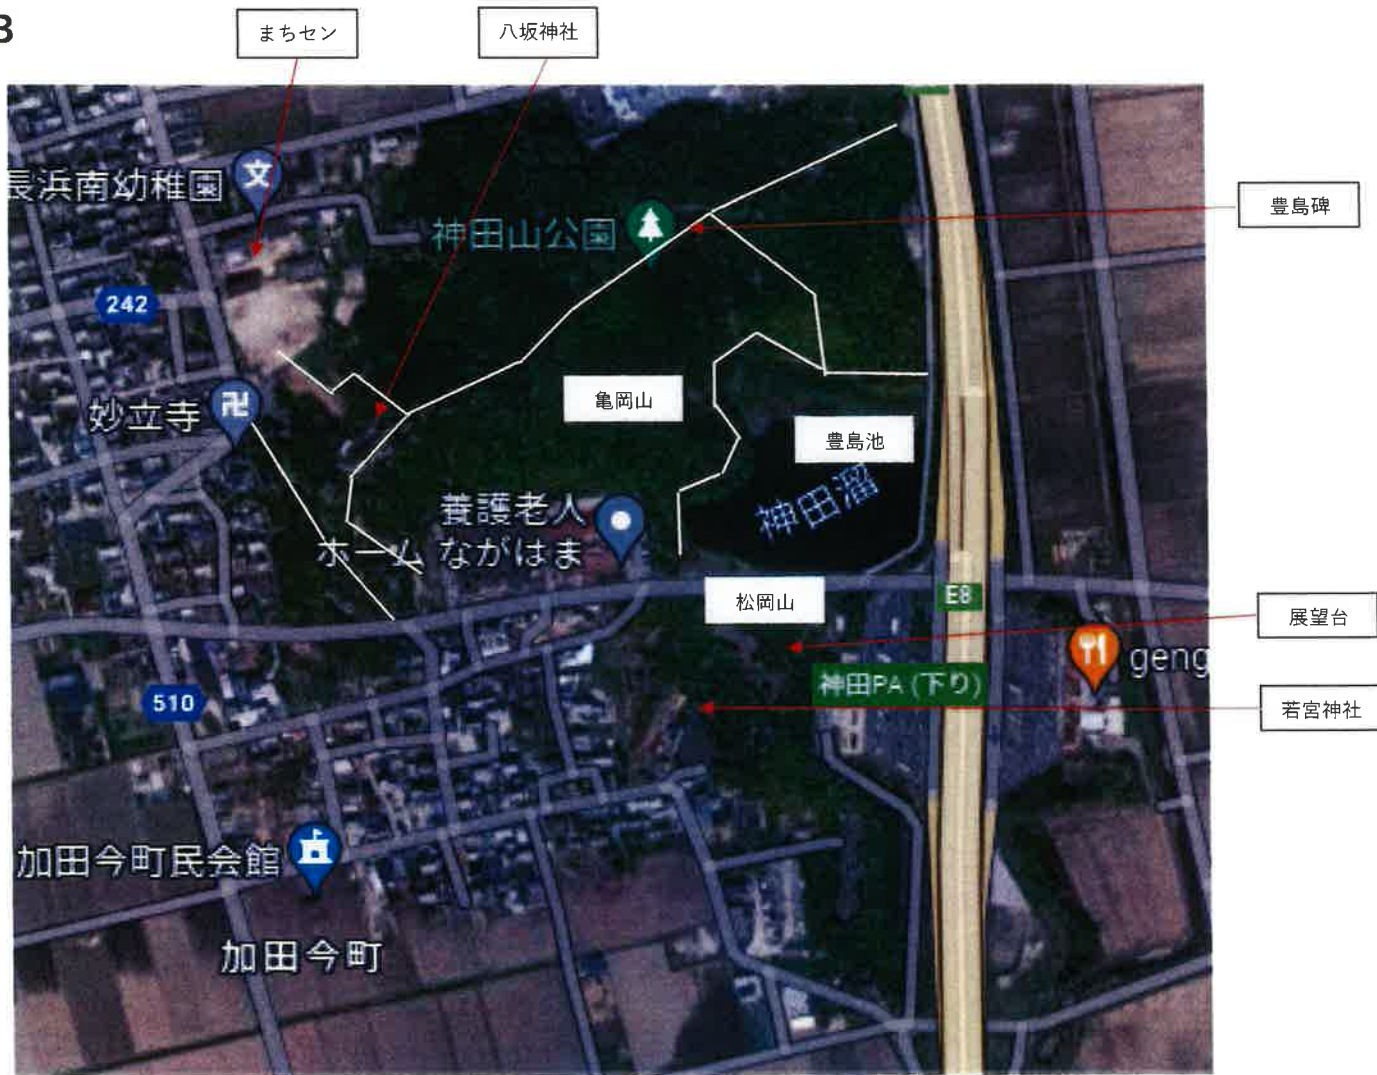 まちセン
八坂神社
長浜南幼稚園
文
神田山公園
豊島碑
242
亀岡山
妙立寺
卍
豊島池
神田溜
養護老人
ホーム ながはま
松岡山
E8
展望台
geng
神田PA (下り)
510
若宮神社
加田今町民会館
加田今町